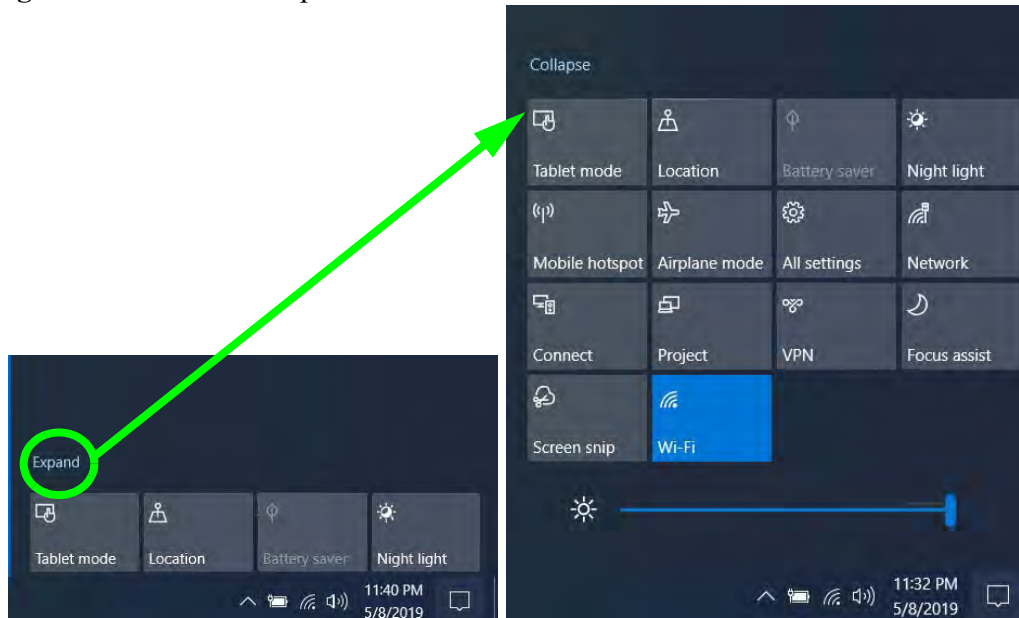 Collapse
Tablet mode Location Battery saver Night light
Mobile hotspot Airplane mode All settings Network
Connect Project VPN Focus assist
Screen snip Wi-Fi
11:32 PM
5/8/2019
Expand
Tablet mode Location Battery saver Night light
11:40 PM
5/8/2019